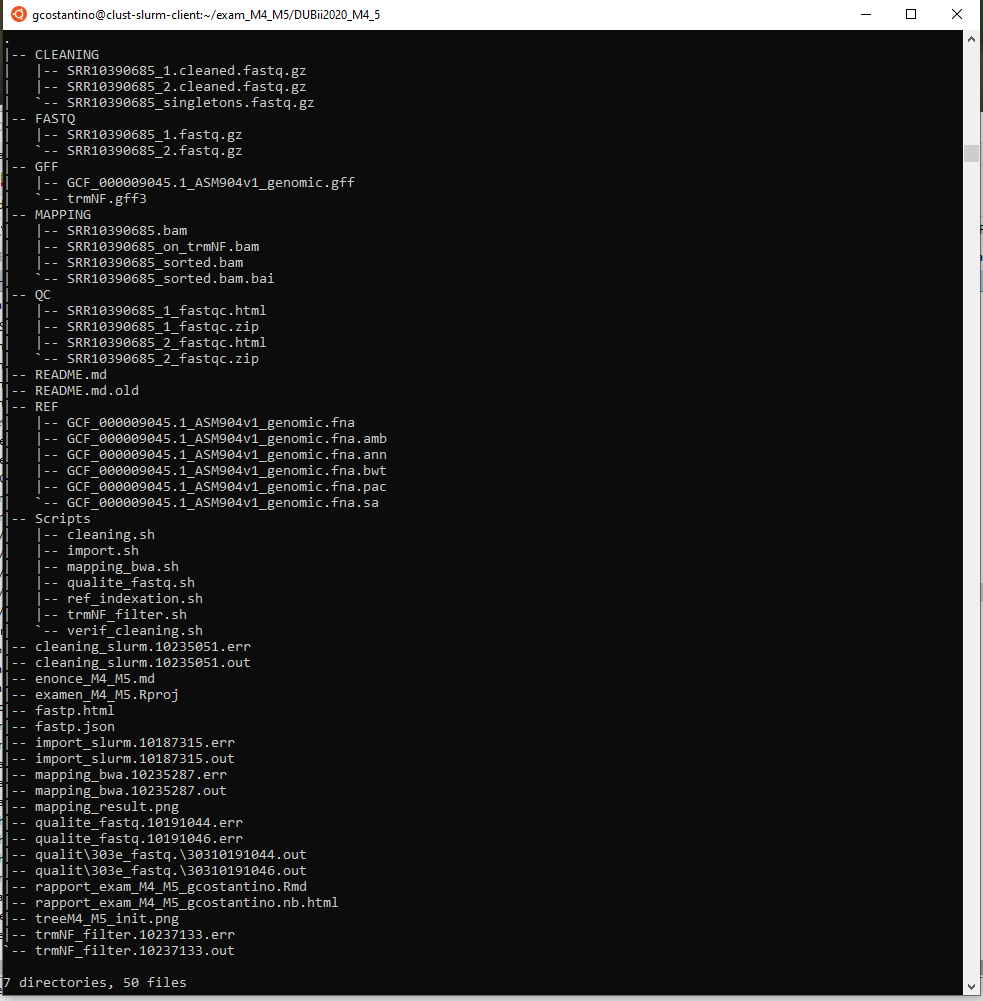 gcostantino@clust-slurm-client:~/exam_M4_M5/DUBii2020_M4_5
.
|-- CLEANING
|   |-- SRR10390685_1.cleaned.fastq.gz
|   |-- SRR10390685_2.cleaned.fastq.gz
|   `-- SRR10390685_singletons.fastq.gz
|-- FASTQ
|   |-- SRR10390685_1.fastq.gz
|   `-- SRR10390685_2.fastq.gz
|-- GFF
|   |-- GCF_000009045.1_ASM904v1_genomic.gff
|   `-- trmNF.gff3
|-- MAPPING
|   |-- SRR10390685.bam
|   |-- SRR10390685_on_trmNF.bam
|   |-- SRR10390685_sorted.bam
|   `-- SRR10390685_sorted.bam.bai
|-- QC
|   |-- SRR10390685_1_fastqc.html
|   |-- SRR10390685_1_fastqc.zip
|   |-- SRR10390685_2_fastqc.html
|   `-- SRR10390685_2_fastqc.zip
|-- README.md
|-- README.md.old
|-- REF
|   |-- GCF_000009045.1_ASM904v1_genomic.fna
|   |-- GCF_000009045.1_ASM904v1_genomic.fna.amb
|   |-- GCF_000009045.1_ASM904v1_genomic.fna.ann
|   |-- GCF_000009045.1_ASM904v1_genomic.fna.bwt
|   |-- GCF_000009045.1_ASM904v1_genomic.fna.pac
|   `-- GCF_000009045.1_ASM904v1_genomic.fna.sa
|-- Scripts
|   |-- cleaning.sh
|   |-- import.sh
|   |-- mapping_bwa.sh
|   |-- qualite_fastq.sh
|   |-- ref_indexation.sh
|   |-- trmNF_filter.sh
|   `-- verif_cleaning.sh
|-- cleaning_slurm.10235051.err
|-- cleaning_slurm.10235051.out
|-- enonce_M4_M5.md
|-- examen_M4_M5.Rproj
|-- fastp.html
|-- fastp.json
|-- import_slurm.10187315.err
|-- import_slurm.10187315.out
|-- mapping_bwa.10235287.err
|-- mapping_bwa.10235287.out
|-- mapping_result.png
|-- qualite_fastq.10191044.err
|-- qualite_fastq.10191046.err
|-- qualit\303e_fastq.\30310191044.out
|-- qualit\303e_fastq.\30310191046.out
|-- rapport_exam_M4_M5_gcostantino.Rmd
|-- rapport_exam_M4_M5_gcostantino.nb.html
|-- treeM4_M5_init.png
|-- trmNF_filter.10237133.err
`-- trmNF_filter.10237133.out
7 directories, 50 files